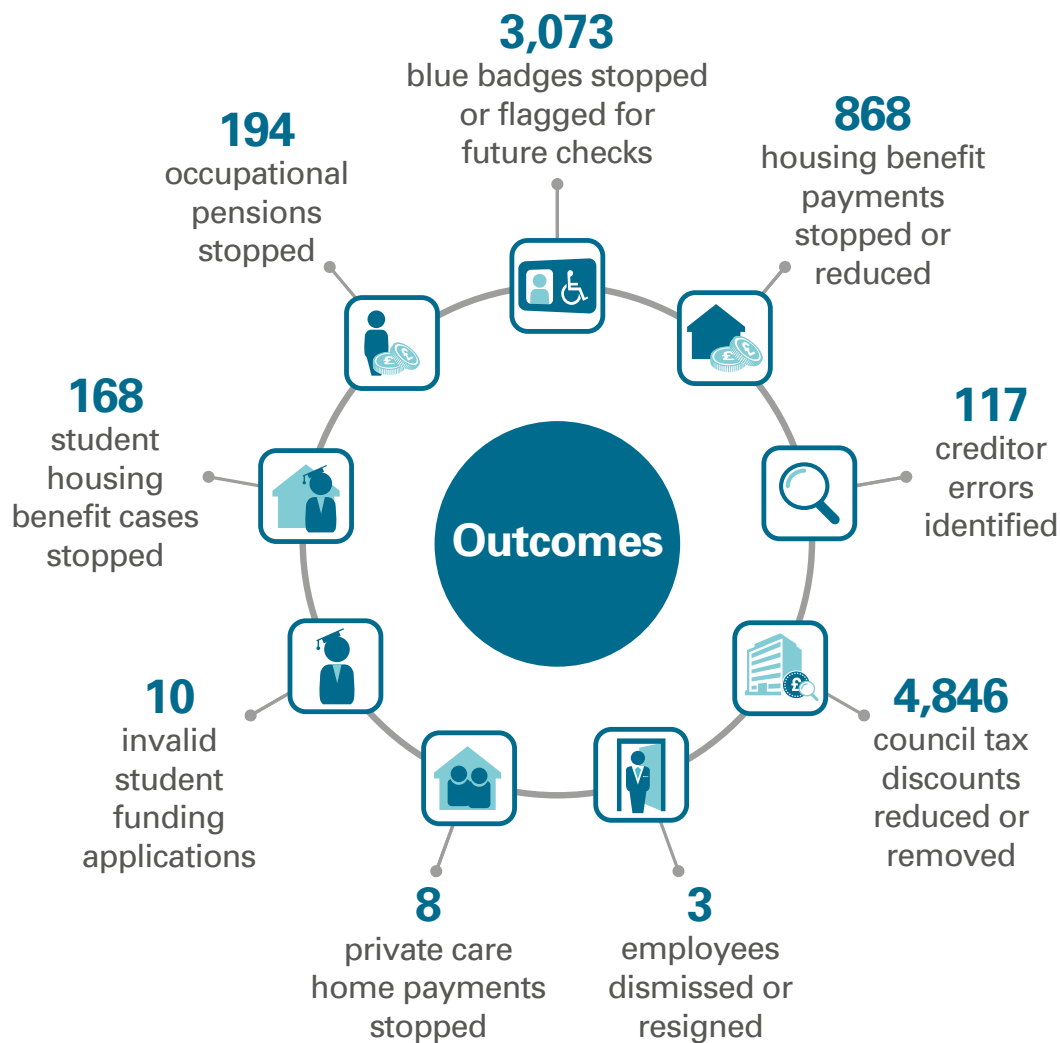 3,073
blue badges stopped
or flagged for
future checks
868
housing benefit
payments
stopped or
reduced
117
creditor
errors
identified
4,846
council tax
discounts
reduced or
removed
3
employees
dismissed or
resigned
8
private care
home payments
stopped
10
invalid
student
funding
applications
168
student
housing
benefit cases
stopped
194
occupational
pensions
stopped
Outcomes
£
£
£
£
£